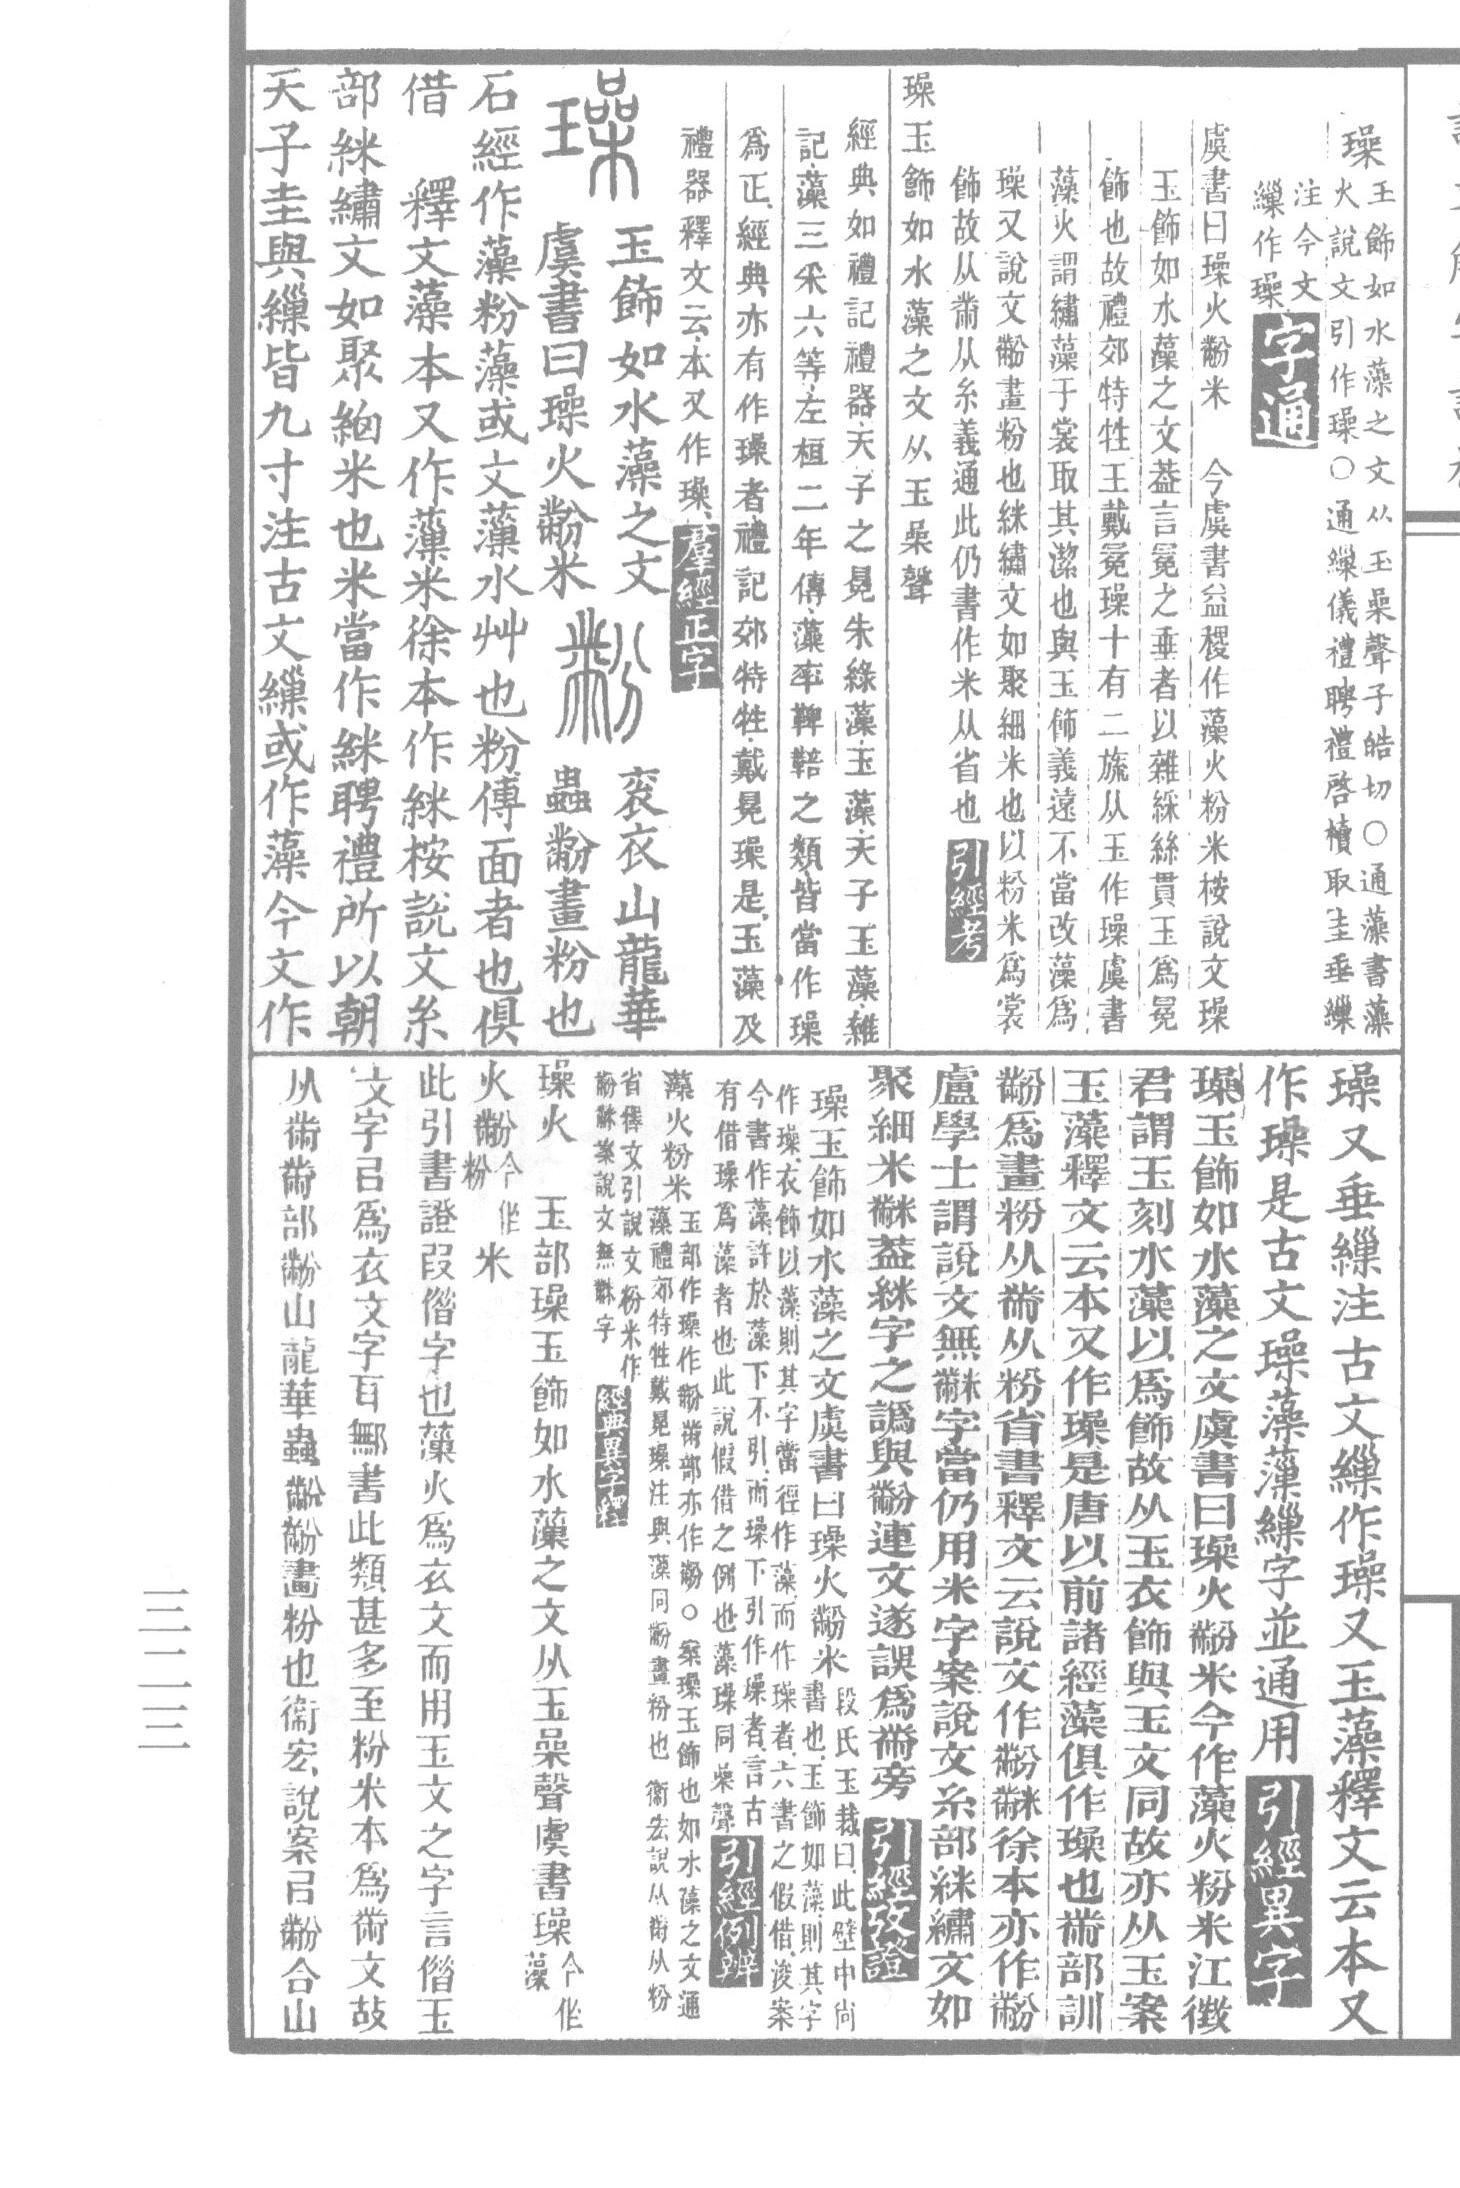 璪
玉飾如水藻之文从玉喿聲子皓切〇通藻書藻
火說文引作璪〇通繅儀禮聘禮啓櫝取圭垂繅
注今文
繅作璪
字通
虞書曰璪火黺米　今虞書益稷作藻火粉米桉說文璪
玉飾如水藻之文葢言冕之垂者以雜綵絲貫玉爲冕
飾也故禮郊特牲王戴冕璪十有二旒从玉作璪虞書
藻火謂繡藻于裳取其潔也與玉飾義遠不當改藻爲
璪又說文黺畫粉也絑繡文如聚細米也以粉米爲裳
飾故从黹从糸義通此仍書作米从省也
引經考
璪玉飾如水藻之文从玉喿聲
經典如禮記禮器天子之冕朱綠藻玉藻天子玉藻雜
記藻三采六等左桓二年傳藻率鞞鞛之類皆當作璪
爲正經典亦有作璪者禮記郊特牲戴冕璪是玉藻及
禮器釋文云本又作璪
羣經正字
璪
玉飾如水藻之文
虞書曰璪火黺米
黺
袞衣山龍華
蟲黺畫粉也
石經作藻粉藻或文薻水艸也粉傅面者也俱
借　釋文藻本又作薻米徐本作絑桉說文糸
部絑繡文如聚細米也米當作絑聘禮所以朝
天子圭與繅皆九寸注古文繅或作藻今文作
璪又垂繅注古文繅作璪又玉藻釋文云本又
作璪是古文璪藻薻繅字並通用
引經異字
璪玉飾如水藻之文虞書曰璪火黺米今作藻火粉米江徵
君謂玉刻水藻以爲飾故从玉衣飾與玉文同故亦从玉案
玉藻釋文云本又作璪是唐以前諸經藻俱作璪也黹部訓
黺爲畫粉从黹从粉省書釋文云說文作黺䋛徐本亦作黺
盧學士謂說文無䋛字當仍用米字案說文糸部絑繡文如
聚細米䋛葢絑字之譌與黺連文遂誤爲黹旁
引經攷證
璪玉飾如水藻之文虞書曰璪火黺米
段氏玉裁曰此壁中尚
書也玉飾如藻則其字
作璪衣飾以藻則其字當徑作藻而作璪者六書之假借浚案
今書作藻許於藻下不引而璪下引作璪者言古
有借璪爲藻者也此說假借之例也藻璪同喿聲
引經例辨
藻火粉米
玉部作璪作黺黹部亦作黺〇案璪玉飾也如水藻之文通
藻禮郊特牲戴冕璪注與藻同黺畫粉也衞宏說从黹从粉
省釋文引說文粉米作
黺䋛案說文無䋛字
經典異字釋
璪火　玉部璪玉飾如水薻之文从玉喿聲虞書璪今作藻
火黺今作粉米
此引書證叚借字也薻火爲衣文而用玉文之字言借玉
文字㠯爲衣文字耳鄦書此類甚多至粉米本爲黹文故
从黹黹部黺山龍華蟲黺黺畫粉也衞宏說案㠯黺合山
三二一三